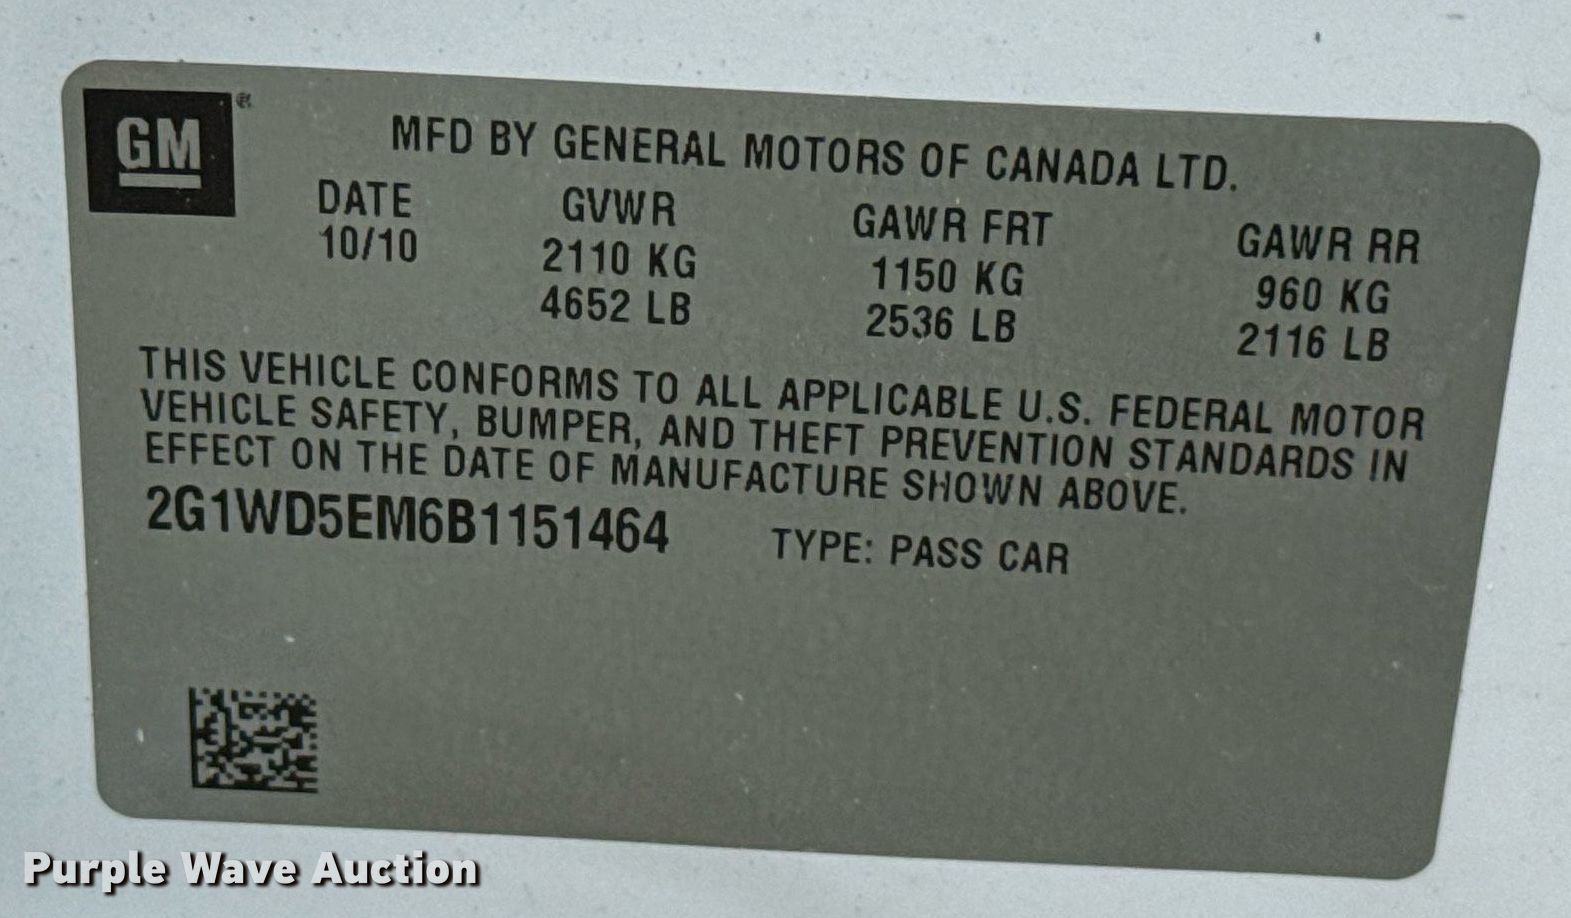 GM®
MFD BY GENERAL MOTORS OF CANADA LTD.
DATE GVWR GAWR FRT GAWR RR
10/10 2110 KG 1150 KG 960 KG
4652 LB 2536 LB 2116 LB
THIS VEHICLE CONFORMS TO ALL APPLICABLE U.S. FEDERAL MOTOR
VEHICLE SAFETY, BUMPER, AND THEFT PREVENTION STANDARDS IN
EFFECT ON THE DATE OF MANUFACTURE SHOWN ABOVE.
2G1WD5EM6B1151464 TYPE: PASS CAR
Purple Wave Auction